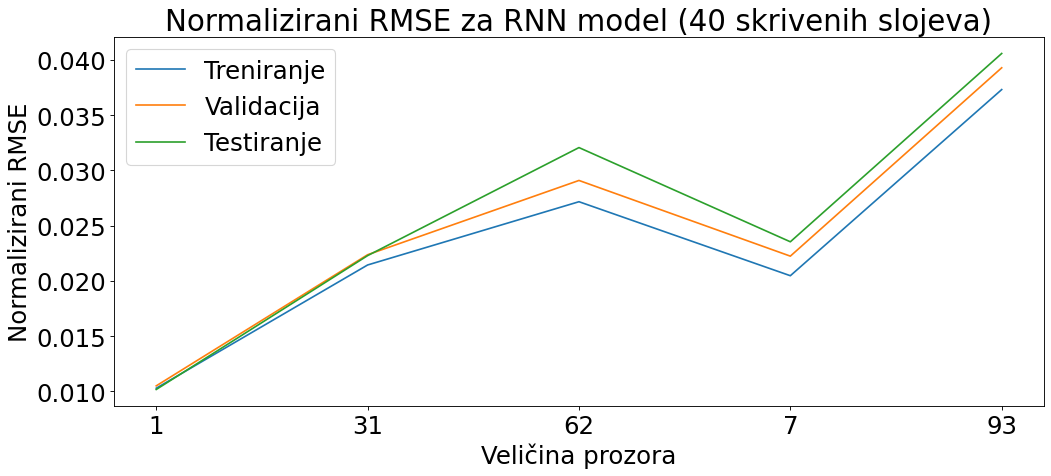 Normalizirani RMSE za RNN model (40 skrivenih slojeva)
Treniranje
Validacija
Testiranje
Normalizirani RMSE
0.040
0.035
0.030
0.025
0.020
0.015
0.010
1 31 62 7 93
Veličina prozora